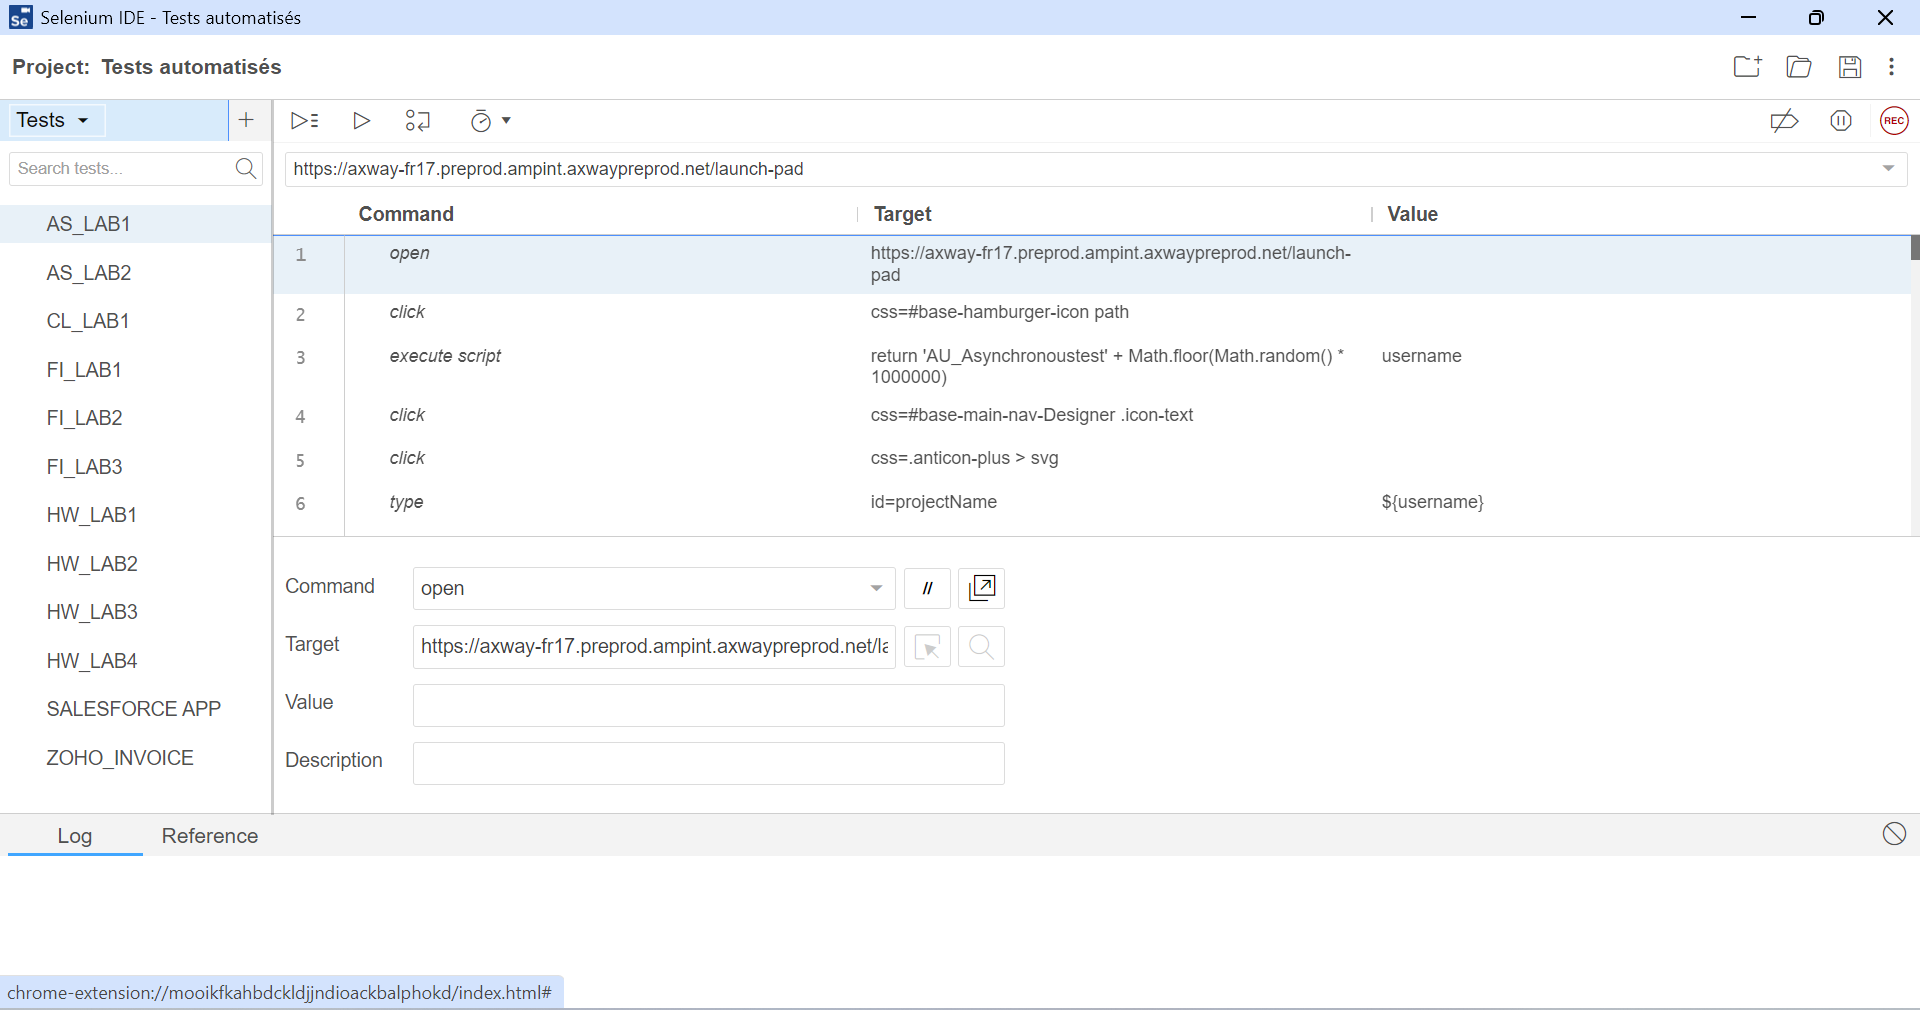 Selenium IDE - Tests automatisés
Project: Tests automatisés
Tests
REC
Search tests...
https://axway-fr17.preprod.ampint.axwaypreprod.net/launch-pad
Command Target Value
AS_LAB1
AS_LAB2
CL_LAB1
FI_LAB1
FI_LAB2
FI_LAB3
HW_LAB1
HW_LAB2
HW_LAB3
HW_LAB4
SALESFORCE APP
ZOHO_INVOICE
1 open https://axway-fr17.preprod.ampint.axwaypreprod.net/launch-
pad
2 click css=#base-hamburger-icon path
3 execute script return 'AU_Asynchronoustest' + Math.floor(Math.random() * username
1000000)
4 click css=#base-main-nav-Designer .icon-text
5 click css=.anticon-plus > svg
6 type id=projectName ${username}
Command open //
Target https://axway-fr17.preprod.ampint.axwaypreprod.net/la
Value
Description
Log Reference
chrome-extension://mooikfkahbdckldjjndioackbalphokd/index.html#